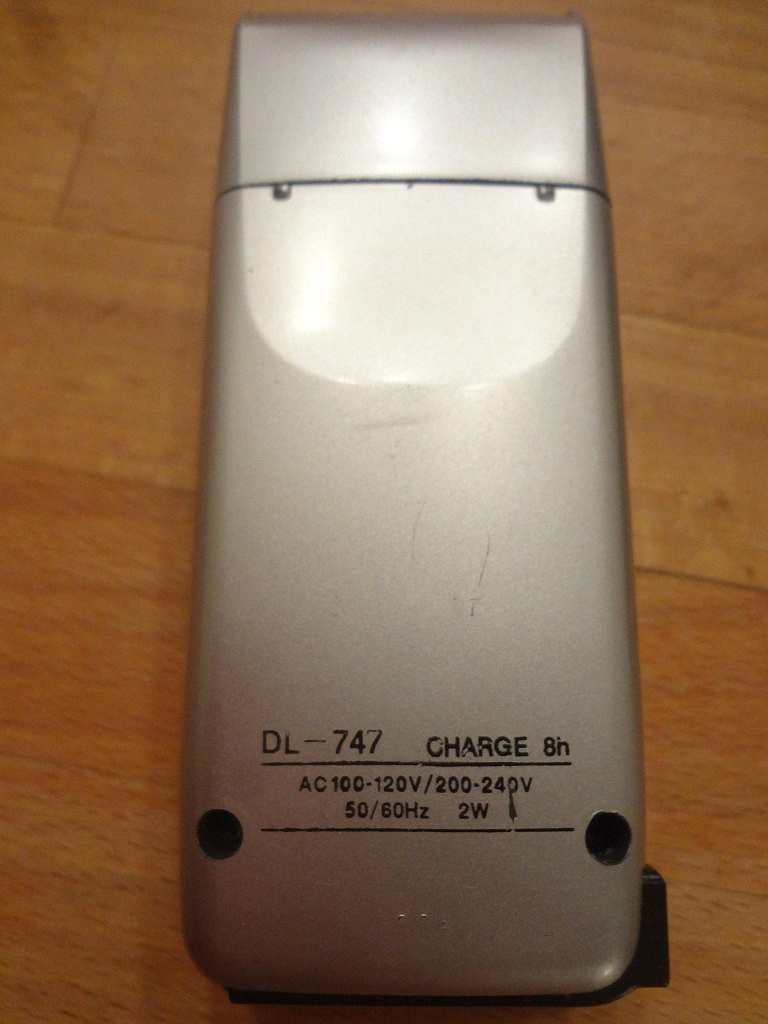 DL-747 CHARGE 8h
AC100-120V/200-240V
50/60Hz 2W